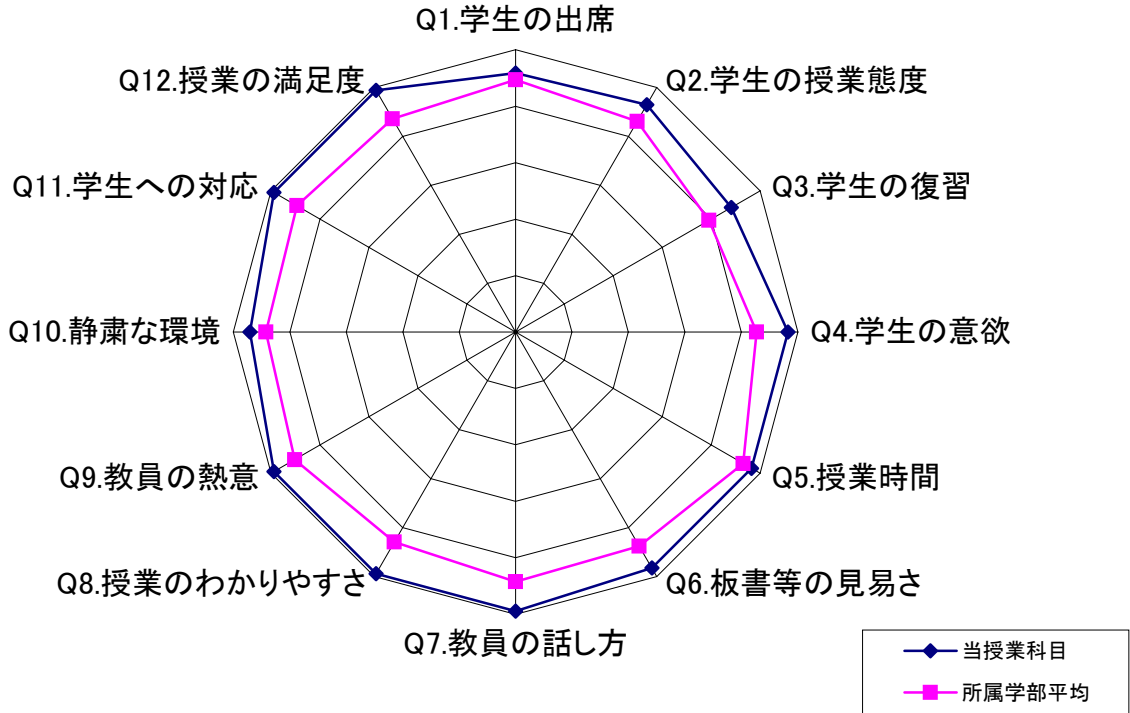 Q1.学生の出席
Q2.学生の授業態度
Q3.学生の復習
Q4.学生の意欲
Q5.授業時間
Q6.板書等の見易さ
Q7.教員の話し方
Q8.授業のわかりやすさ
Q9.教員の熱意
Q10.静粛な環境
Q11.学生への対応
Q12.授業の満足度
当授業科目
所属学部平均